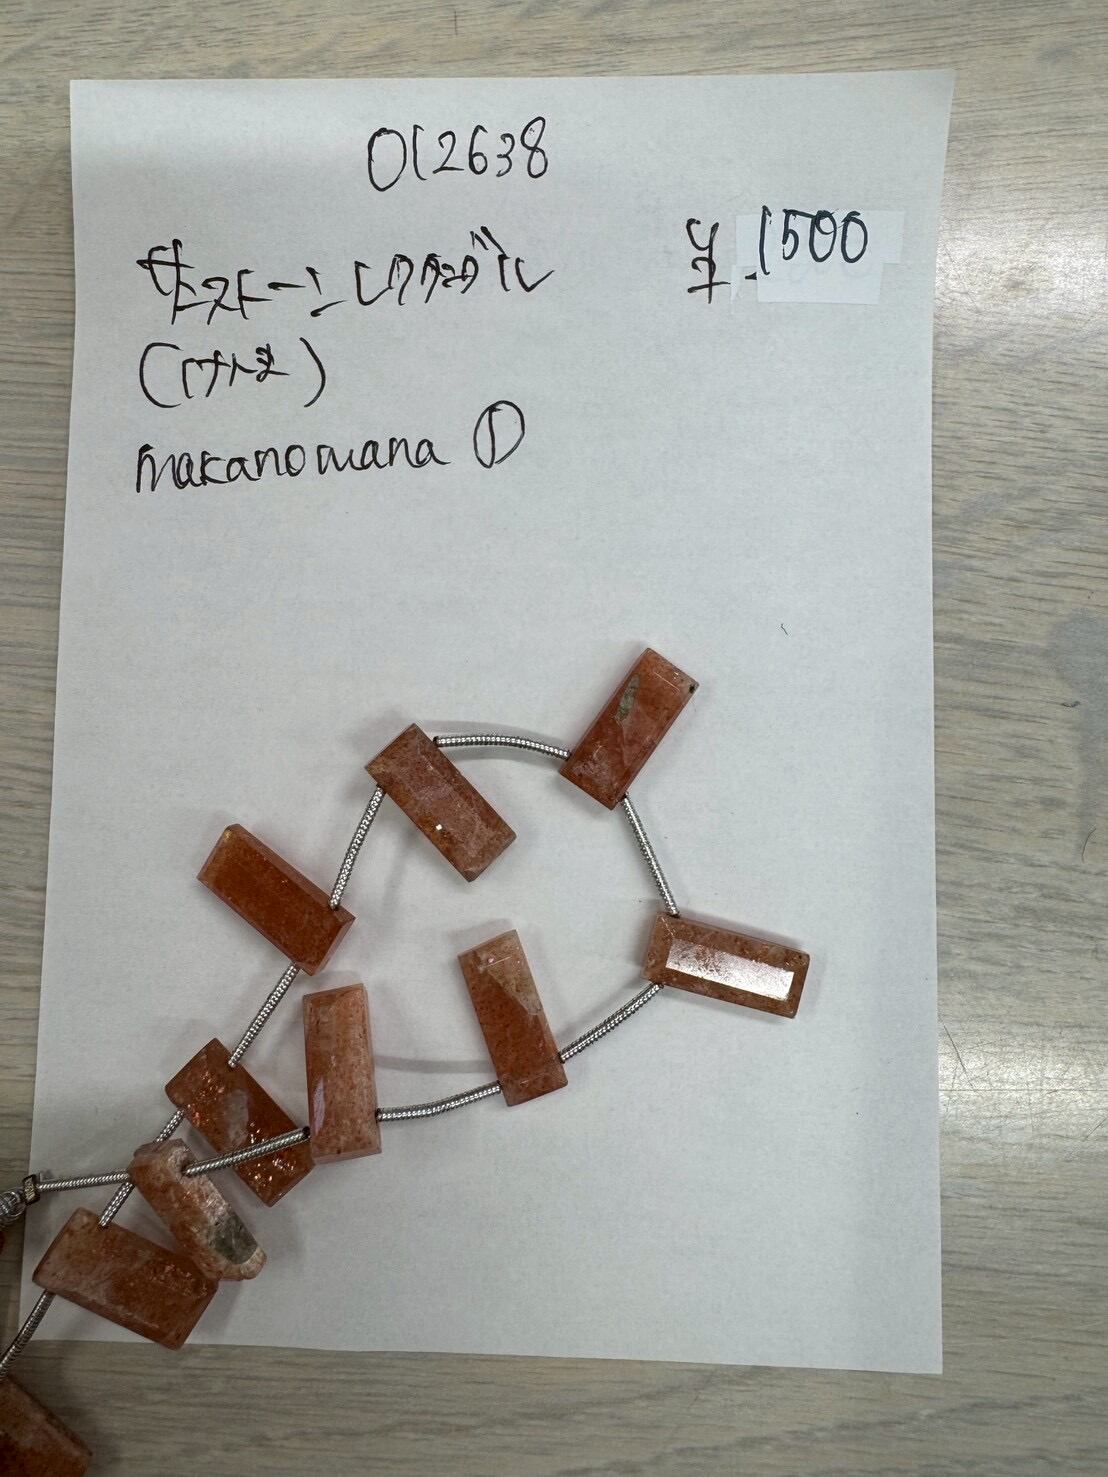 012638
サンストーン レクタングル
¥ 1500
makanomana ①